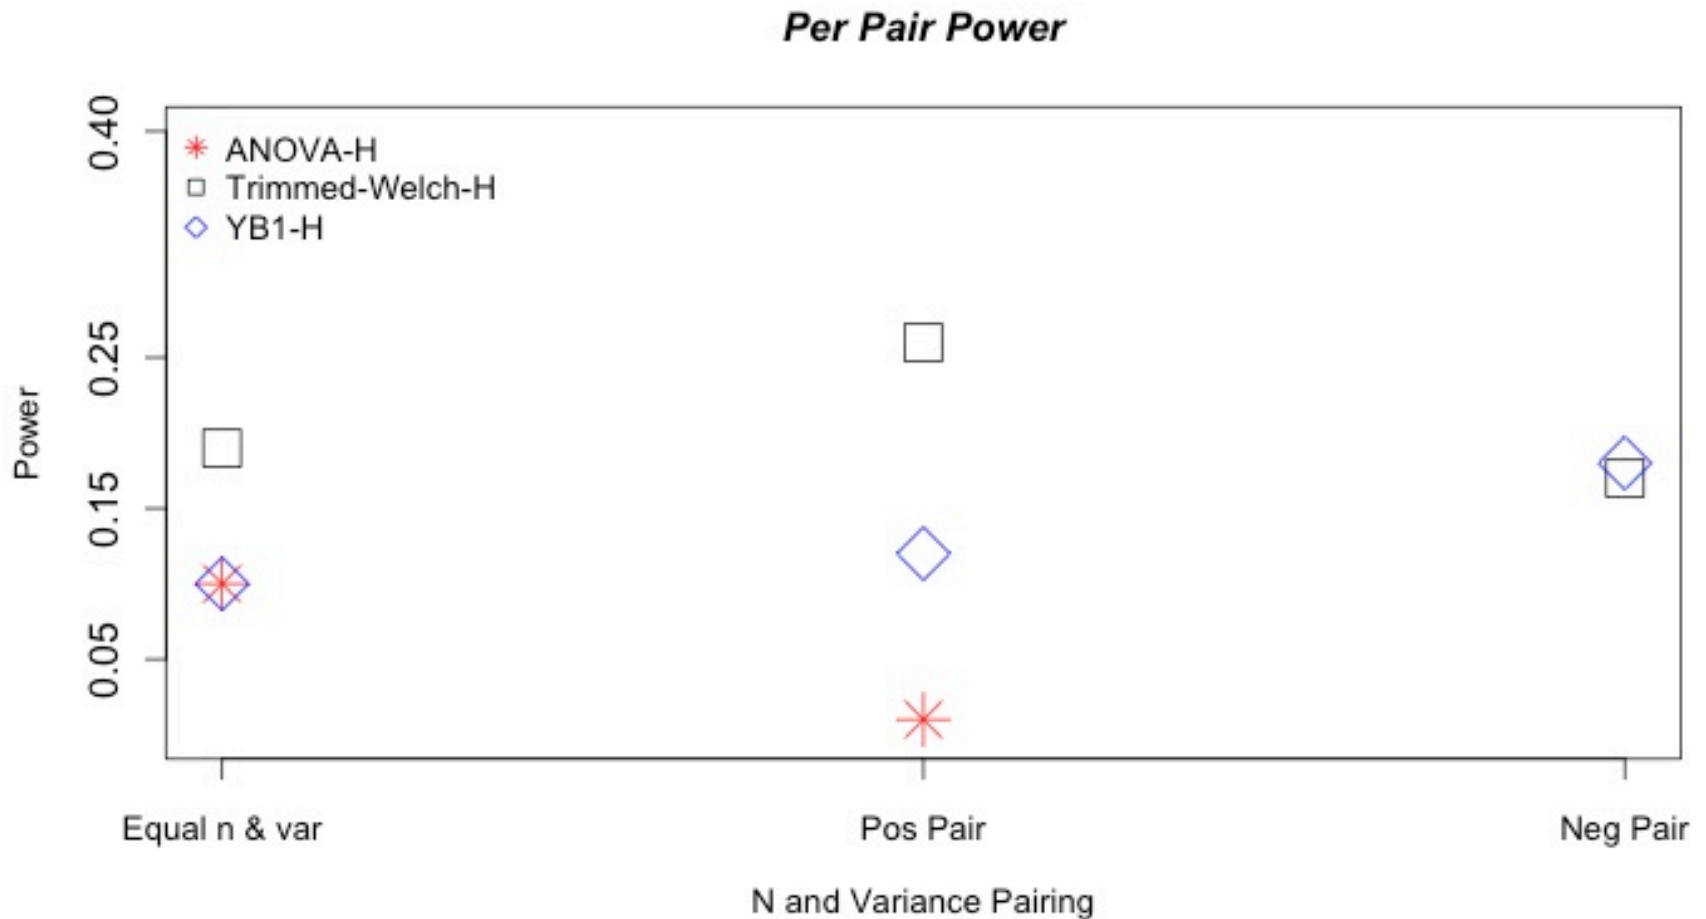 Per Pair Power
0.40
ANOVA-H
Trimmed-Welch-H
YB1-H
0.25
Power
0.15
0.05
Equal n & var
Pos Pair
Neg Pair
N and Variance Pairing